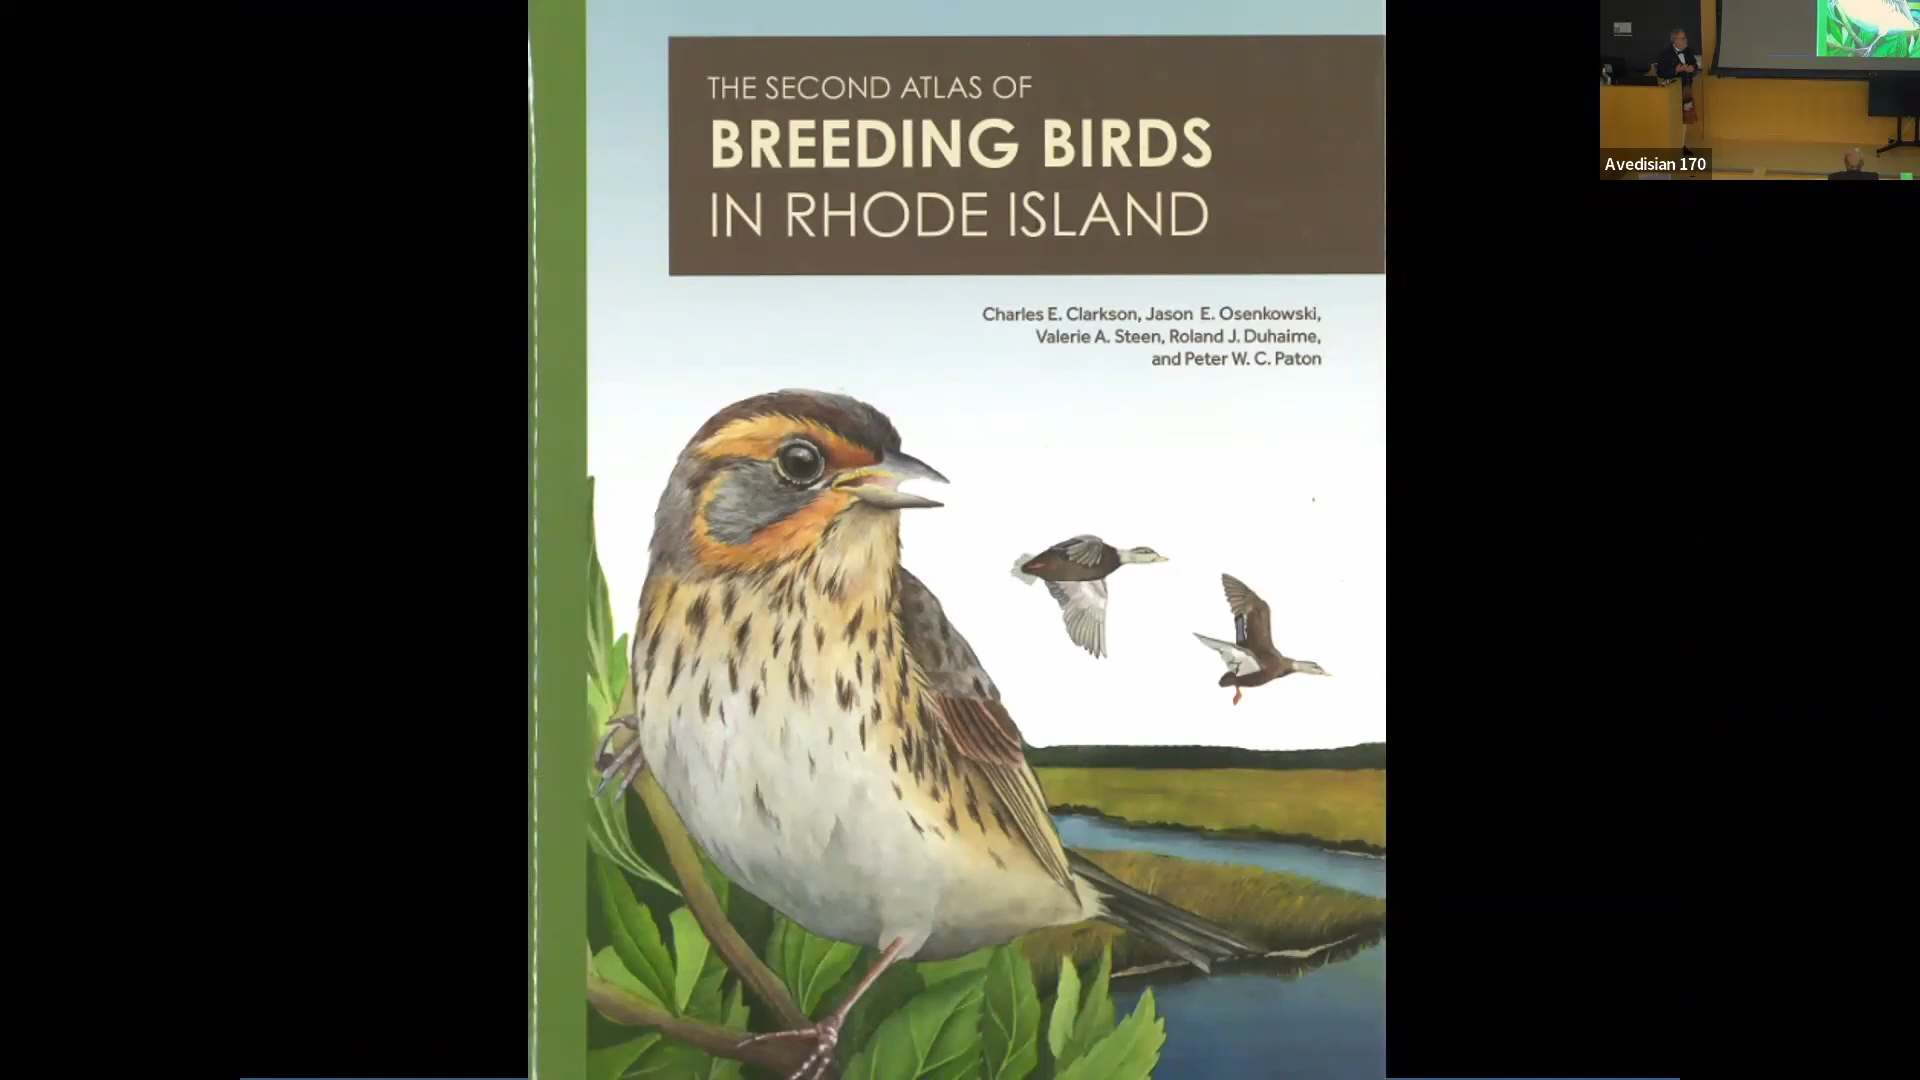 THE SECOND ATLAS OF
BREEDING BIRDS
IN RHODE ISLAND
Charles E. Clarkson, Jason E. Osenkowski,
Valerie A. Steen, Roland J. Duhaime,
and Peter W. C. Paton
Avedisian 170